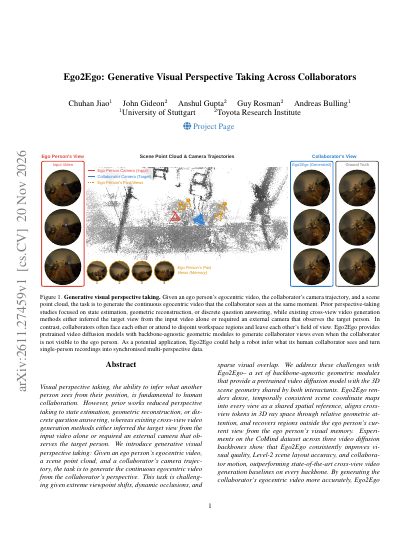 Ego2Ego: Generative Visual Perspective Taking Across Collaborators
Chuhan Jiao1 John Gideon2 Anshul Gupta2 Guy Rosman2 Andreas Bulling1
1University of Stuttgart 2Toyota Research Institute
Project Page
arXiv:2611.27459v1 [cs.CV] 20 Nov 2026
Ego Person's View
Scene Point Cloud & Camera Trajectories
Collaborator's View
Input Video
Ego Person Camera (Input)
Collaborator Camera (Target)
Ego Person's Past Views
Ego2Ego (Generated)
Ground Truth
Ego Person's Past
Views (Memory)
Figure 1. Generative visual perspective taking. Given an ego person's egocentric video, the collaborator's camera trajectory, and a scene
point cloud, the task is to generate the continuous egocentric video that the collaborator sees at the same time. Prior perspective-taking
studies focused on state estimation, geometric reconstruction, or discrete question answering, while existing cross-view video generation
methods either inferred the target view from the input video alone or required an external camera that observes the target person. In
contrast, collaborators often face each other or attend to disjoint workspace regions and leave each other's field of view. Ego2Ego provides
pretrained video diffusion models with backbone-agnostic geometric modules to generate collaborator views even when the collaborator
is not visible to the ego person. As a potential application, Ego2Ego could help a robot infer what its human collaborator sees and turn
single-person recordings into synchronised multi-perspective data.
Abstract
Visual perspective taking, the ability to infer what another
person sees from their position, is fundamental to human
collaboration. However, prior works reduced perspective
taking to state estimation, geometric reconstruction, or dis-
crete question answering, whereas existing cross-view video
generation methods either inferred the target view from the
input video alone or required an external camera that ob-
serves the target person. We introduce generative visual
perspective taking: Given an ego person's egocentric video,
a scene point cloud, and a collaborator's camera trajec-
tory, the task is to generate the continuous egocentric video
from the collaborator's perspective. This task is challeng-
ing given extreme viewpoint shifts, dynamic occlusions, and
sparse visual overlap. We address these challenges with
Ego2Ego – a set of backbone-agnostic geometric modules
that provide a pretrained video diffusion model with the 3D
scene geometry shared by both interactants. Ego2Ego ren-
ders dense, temporally consistent scene coordinate maps
into every view as a shared spatial reference, aligns cross-
view tokens in 3D ray space through relative geometric at-
tention, and recovers regions outside the ego person's cur-
rent view from the ego person's visual memory. Experi-
ments on the CoMind dataset across three video diffusion
backbones show that Ego2Ego consistently improves vi-
sual quality, Level-2 scene layout accuracy, and collabora-
tor motion, outperforming state-of-the-art cross-view video
generation baselines on every backbone. By generating the
collaborator's egocentric video more accurately, Ego2Ego
1